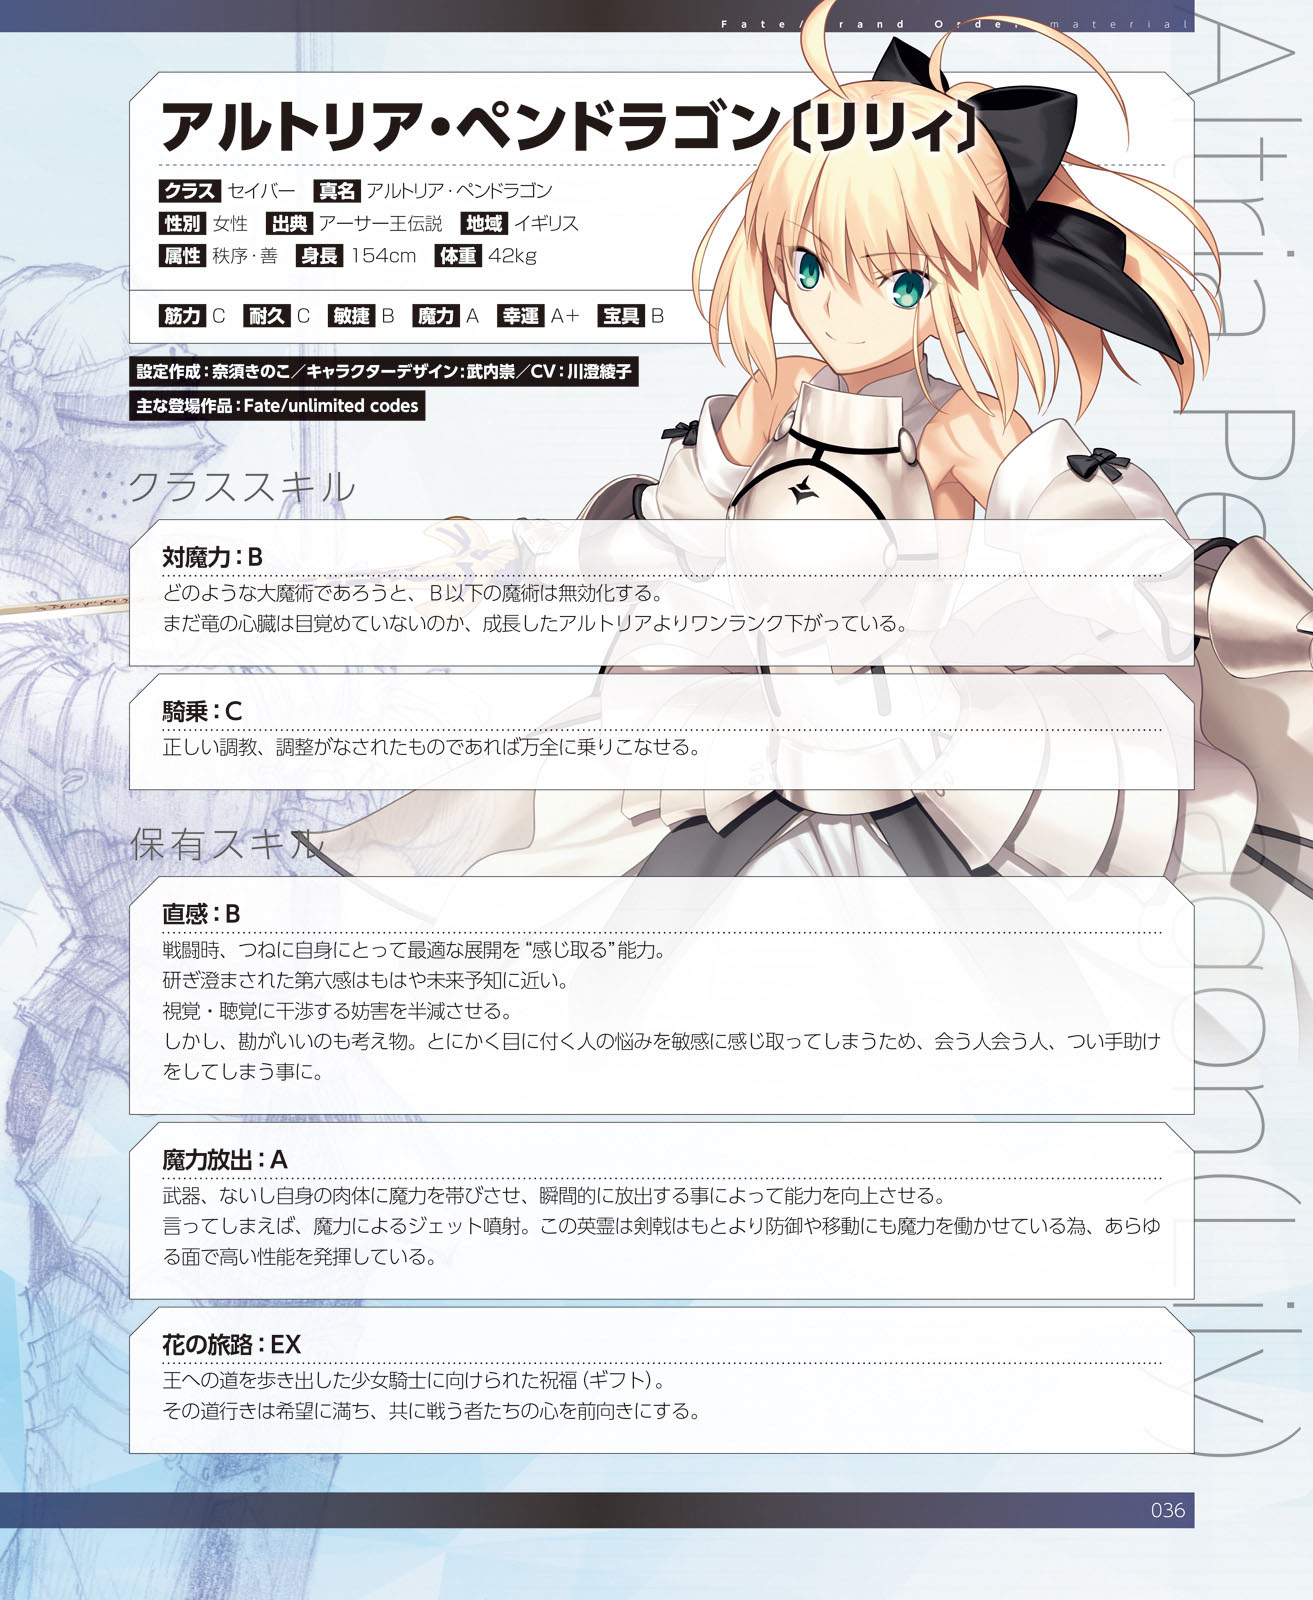 Fate/Grand Order material
アルトリア・ペンドラゴン〔リリィ〕
クラス セイバー 真名 アルトリア・ペンドラゴン
性別 女性 出典 アーサー王伝説 地域 イギリス
属性 秩序・善 身長 154cm 体重 42kg
筋力 C 耐久 C 敏捷 B 魔力 A 幸運 A+ 宝具 B
設定作成：奈須きのこ／キャラクターデザイン：武内崇／CV：川澄綾子
主な登場作品：Fate/unlimited codes
クラススキル
対魔力：B
どのような大魔術であろうと、B以下の魔術は無効化する。
まだ竜の心臓は目覚めていないのか、成長したアルトリアよりワンランク下がっている。
騎乗：C
正しい調教、調整がなされたものであれば万全に乗りこなせる。
保有スキル
直感：B
戦闘時、つねに自身にとって最適な展開を“感じ取る”能力。
研ぎ澄まされた第六感はもはや未来予知に近い。
視覚・聴覚に干渉する妨害を半減させる。
しかし、勘がいいのも考え物。とにかく目に付く人の悩みを敏感に感じ取ってしまうため、会う人会う人、つい手助け
をしてしまう事に。
魔力放出：A
武器、ないし自身の肉体に魔力を帯びさせ、瞬間的に放出する事によって能力を向上させる。
言ってしまえば、魔力によるジェット噴射。この英霊は剣戟はもとより防御や移動にも魔力を働かせている為、あらゆ
る面で高い性能を発揮している。
花の旅路：EX
王への道を歩き出した少女騎士に向けられた祝福（ギフト）。
その道行きは希望に満ち、共に戦う者たちの心を前向きにする。
036
Altria Pendragon(Lily)